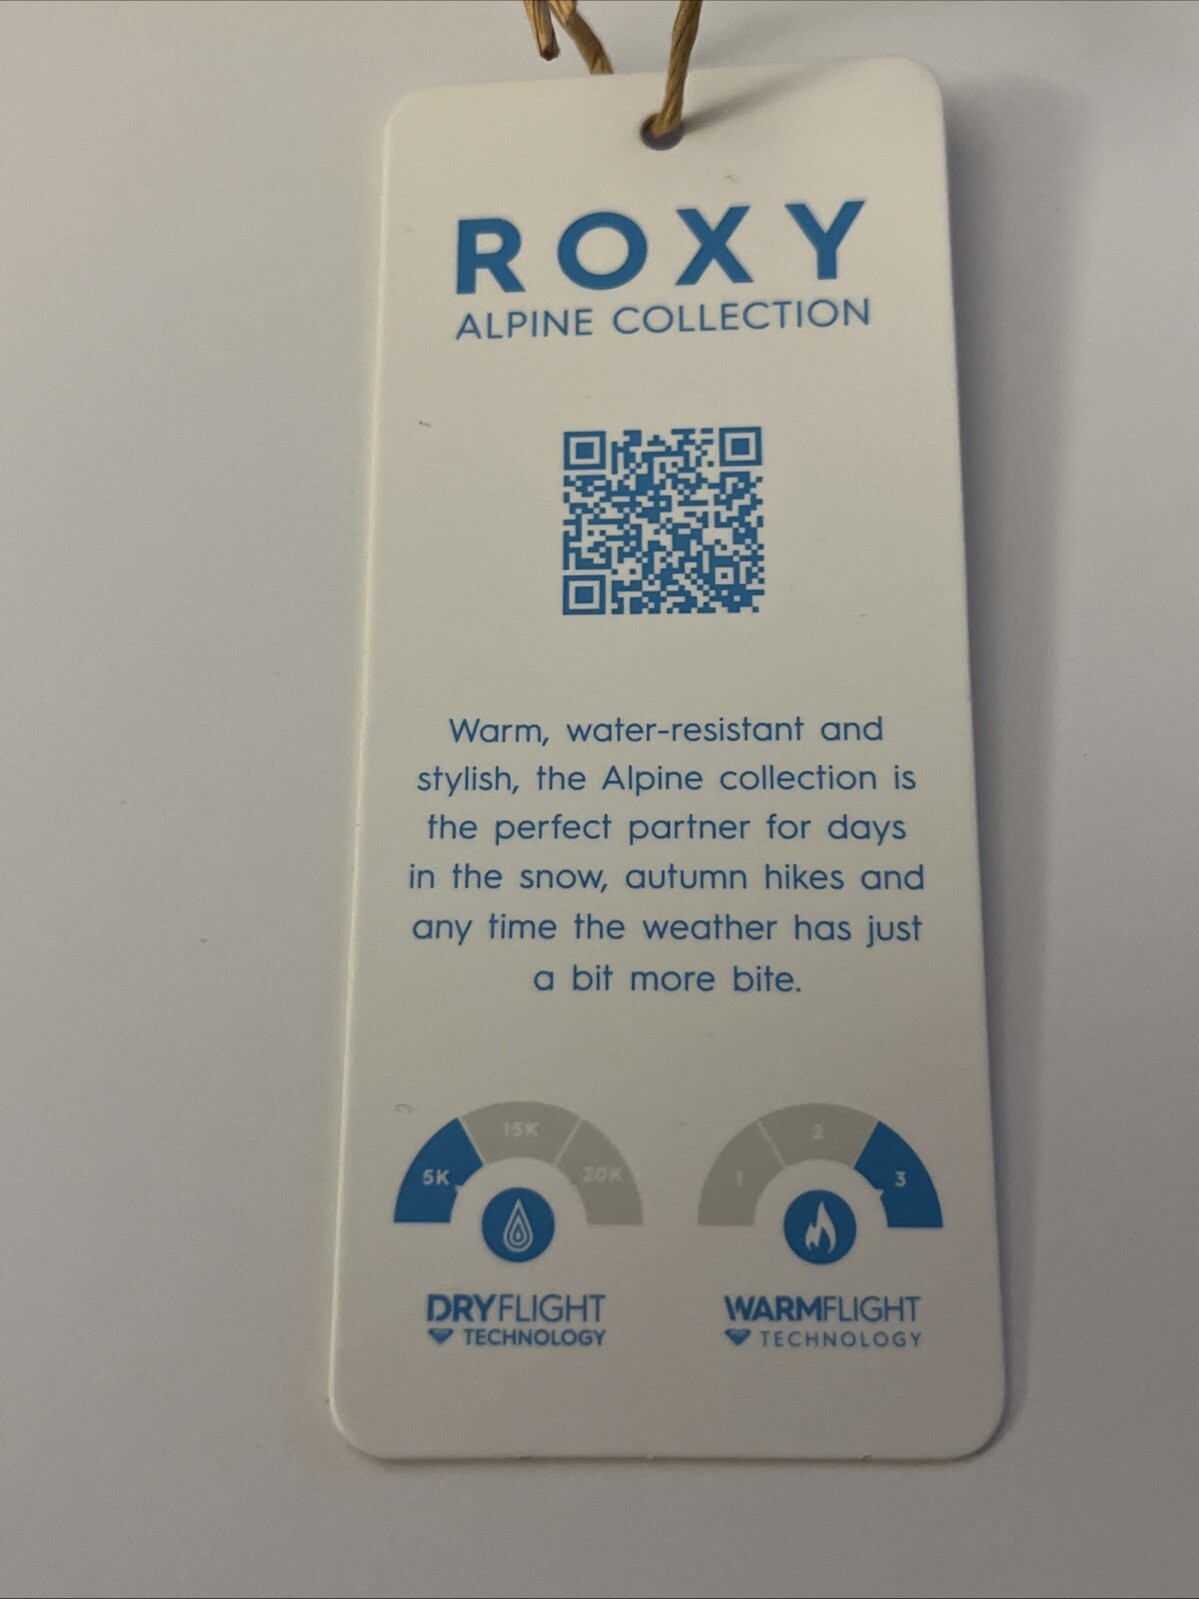 ROXY
ALPINE COLLECTION
Warm, water-resistant and
stylish, the Alpine collection is
the perfect partner for days
in the snow, autumn hikes and
any time the weather has just
a bit more bite.
5K 15K 20K
1 2 3
DRYFLIGHT
TECHNOLOGY
WARMFLIGHT
TECHNOLOGY